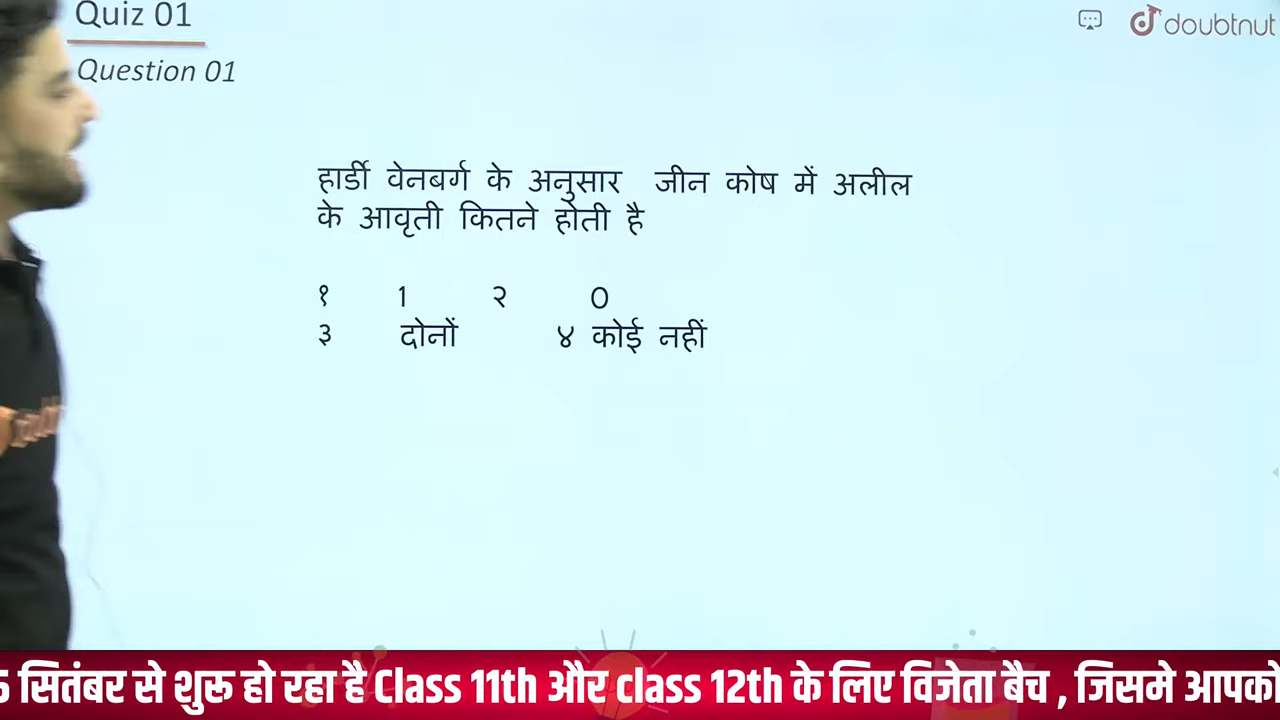 Quiz 01
doubtnut
Question 01
हार्डी वेनबर्ग के अनुसार जीन कोष में अलील
के आवृती कितने होती है
१ 1 २ 0
३ दोनों ४ कोई नहीं
5 सितंबर से शुरू हो रहा है Class 11th और class 12th के लिए विजेता बैच , जिसमे आपको